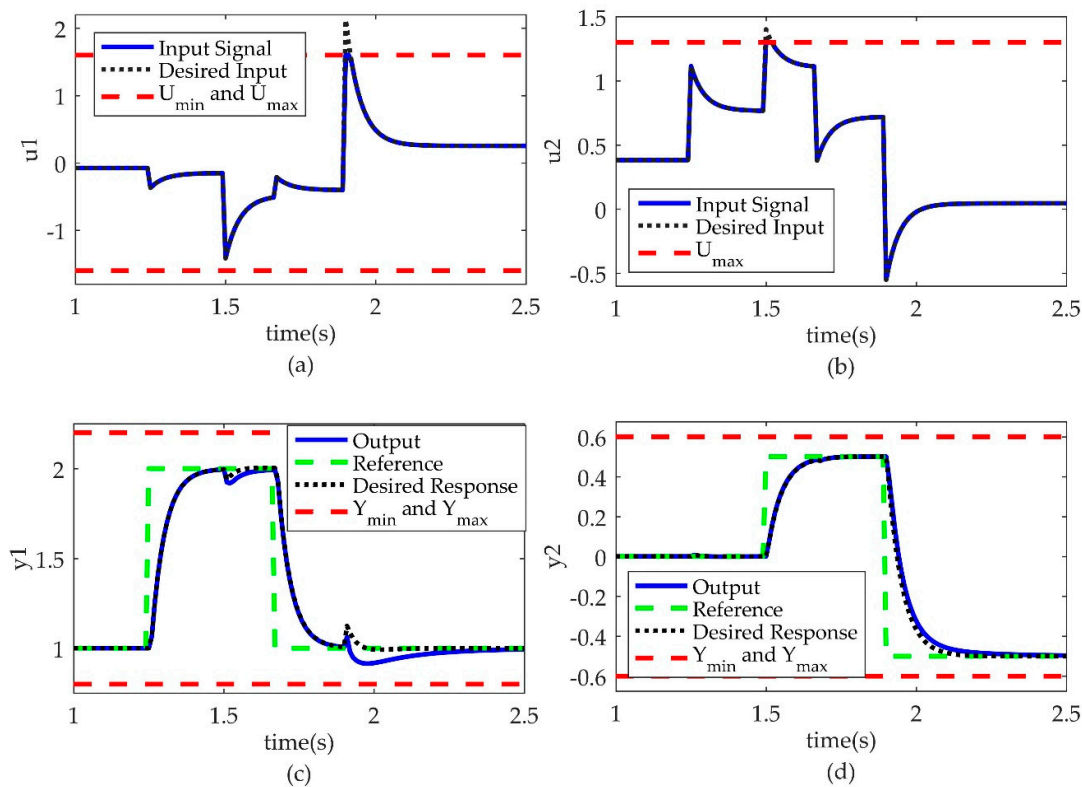 2
1
0
-1
u1
Input Signal
Desired Input
U_min and U_max
1
1.5
2
2.5
time(s)
(a)
1.5
1
0.5
0
-0.5
u2
Input Signal
Desired Input
U_max
1
1.5
2
2.5
time(s)
(b)
2
1.5
1
y1
Output
Reference
Desired Response
Y_min and Y_max
1
1.5
2
2.5
time(s)
(c)
0.6
0.4
0.2
0
-0.2
-0.4
-0.6
y2
Output
Reference
Desired Response
Y_min and Y_max
1
1.5
2
2.5
time(s)
(d)